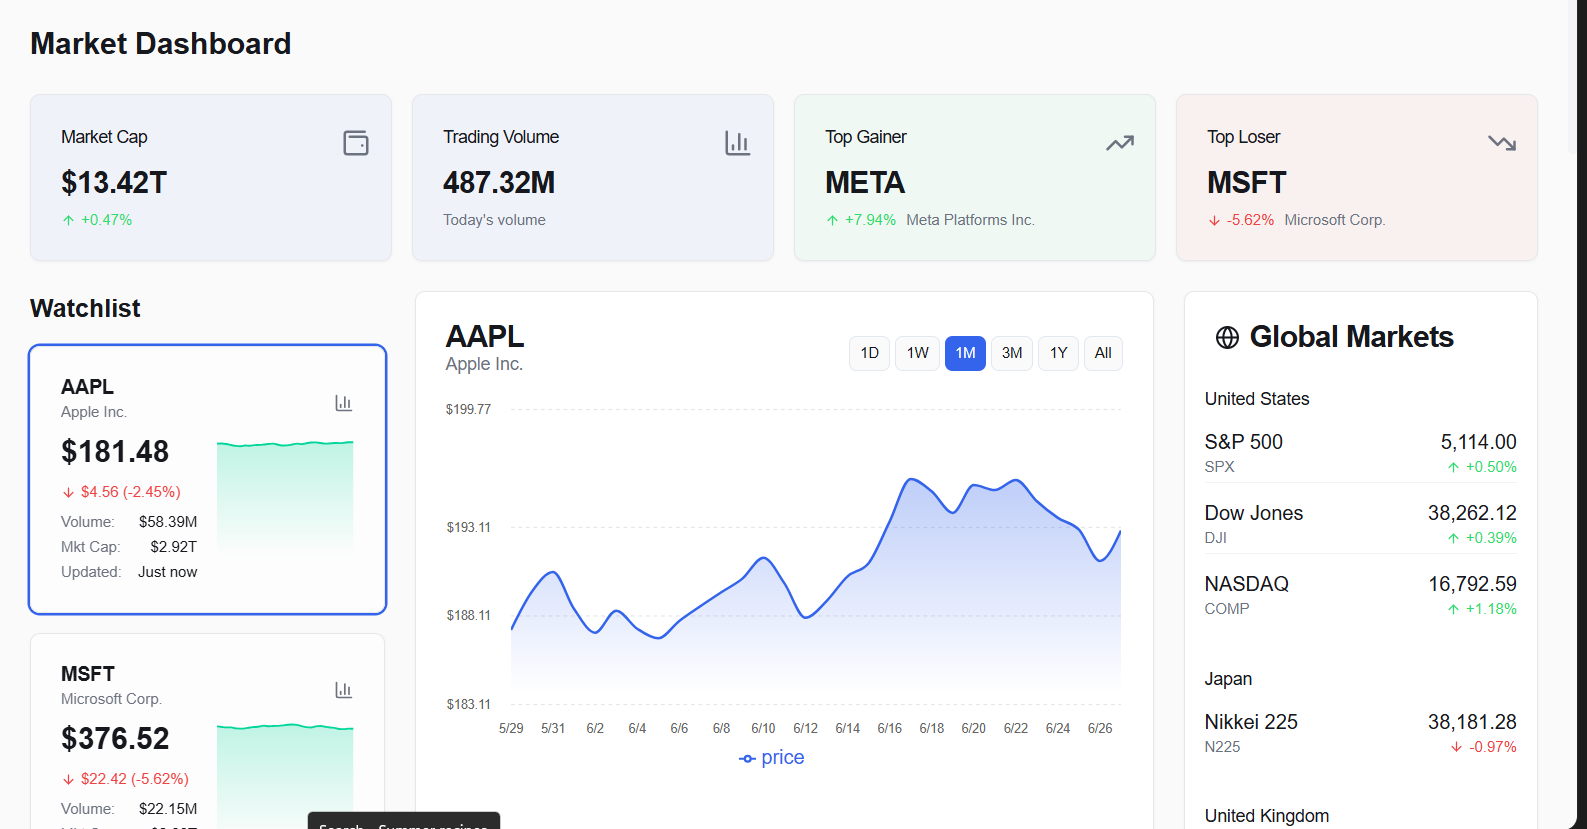 Market Dashboard
Market Cap
$13.42T
+0.47%
Trading Volume
487.32M
Today's volume
Top Gainer
META
+7.94% Meta Platforms Inc.
Top Loser
MSFT
-5.62% Microsoft Corp.
Watchlist
AAPL
Apple Inc.
$181.48
$4.56 (-2.45%)
Volume: $58.39M
Mkt Cap: $2.92T
Updated: Just now
MSFT
Microsoft Corp.
$376.52
$22.42 (-5.62%)
Volume: $22.15M
AAPL
Apple Inc.
1D 1W 1M 3M 1Y All
$199.77
$193.11
$188.11
$183.11
5/29 5/31 6/2 6/4 6/6 6/8 6/10 6/12 6/14 6/16 6/18 6/20 6/22 6/24 6/26
price
Global Markets
United States
S&P 500 5,114.00
SPX +0.50%
Dow Jones 38,262.12
DJI +0.39%
NASDAQ 16,792.59
COMP +1.18%
Japan
Nikkei 225 38,181.28
N225 -0.97%
United Kingdom